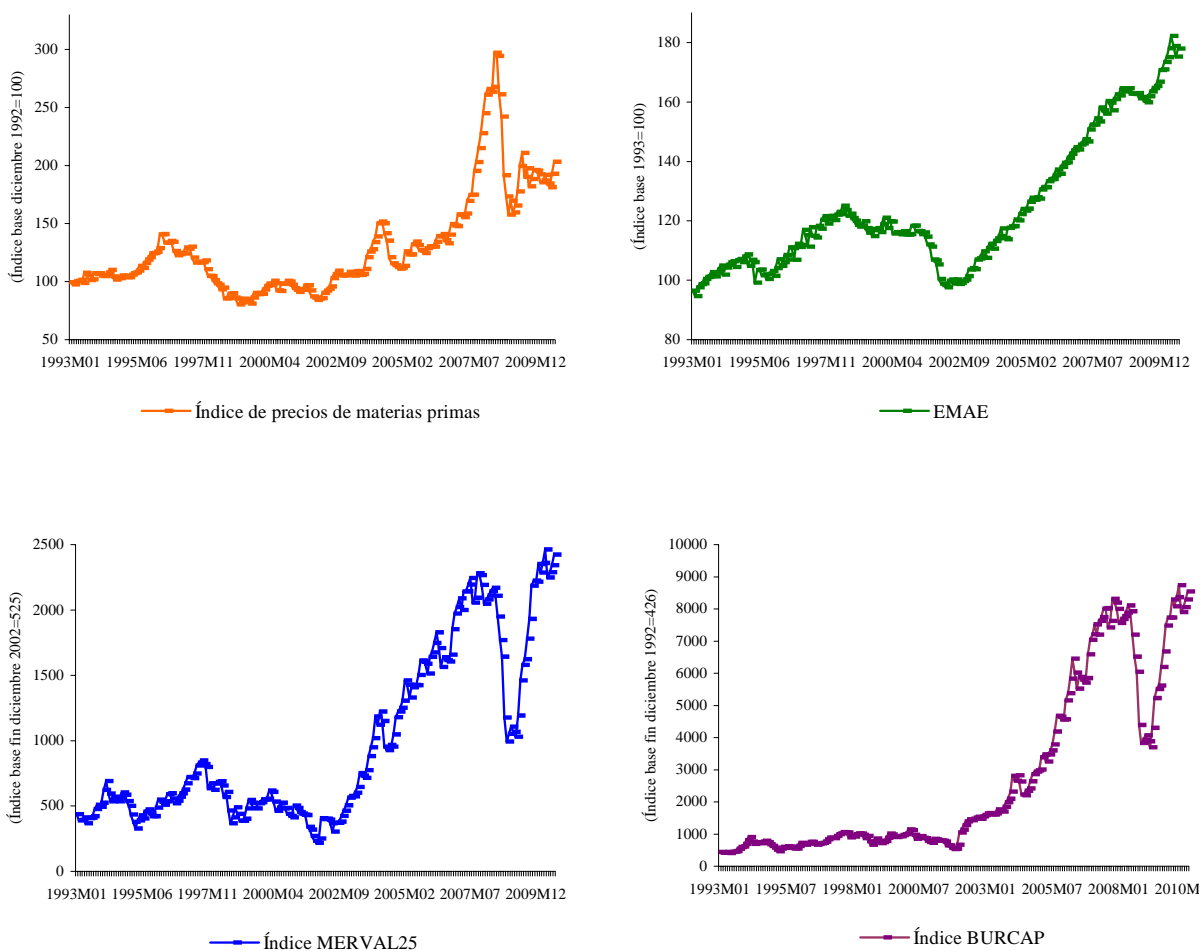 (Índice base diciembre 1992=100)
300
250
200
150
100
50
1993M01 1995M06 1997M11 2000M04 2002M09 2005M02 2007M07 2009M12
Índice de precios de materias primas
(Índice base 1993=100)
180
160
140
120
100
80
1993M01 1995M06 1997M11 2000M04 2002M09 2005M02 2007M07 2009M12
EMAE
(Índice base fin diciembre 2002=525)
2500
2000
1500
1000
500
0
1993M01 1995M06 1997M11 2000M04 2002M09 2005M02 2007M07 2009M12
Índice MERVAL25
(Índice base fin diciembre 1992=426)
10000
9000
8000
7000
6000
5000
4000
3000
2000
1000
0
1993M01 1995M07 1998M01 2000M07 2003M01 2005M07 2008M01 2010M
Índice BURCAP